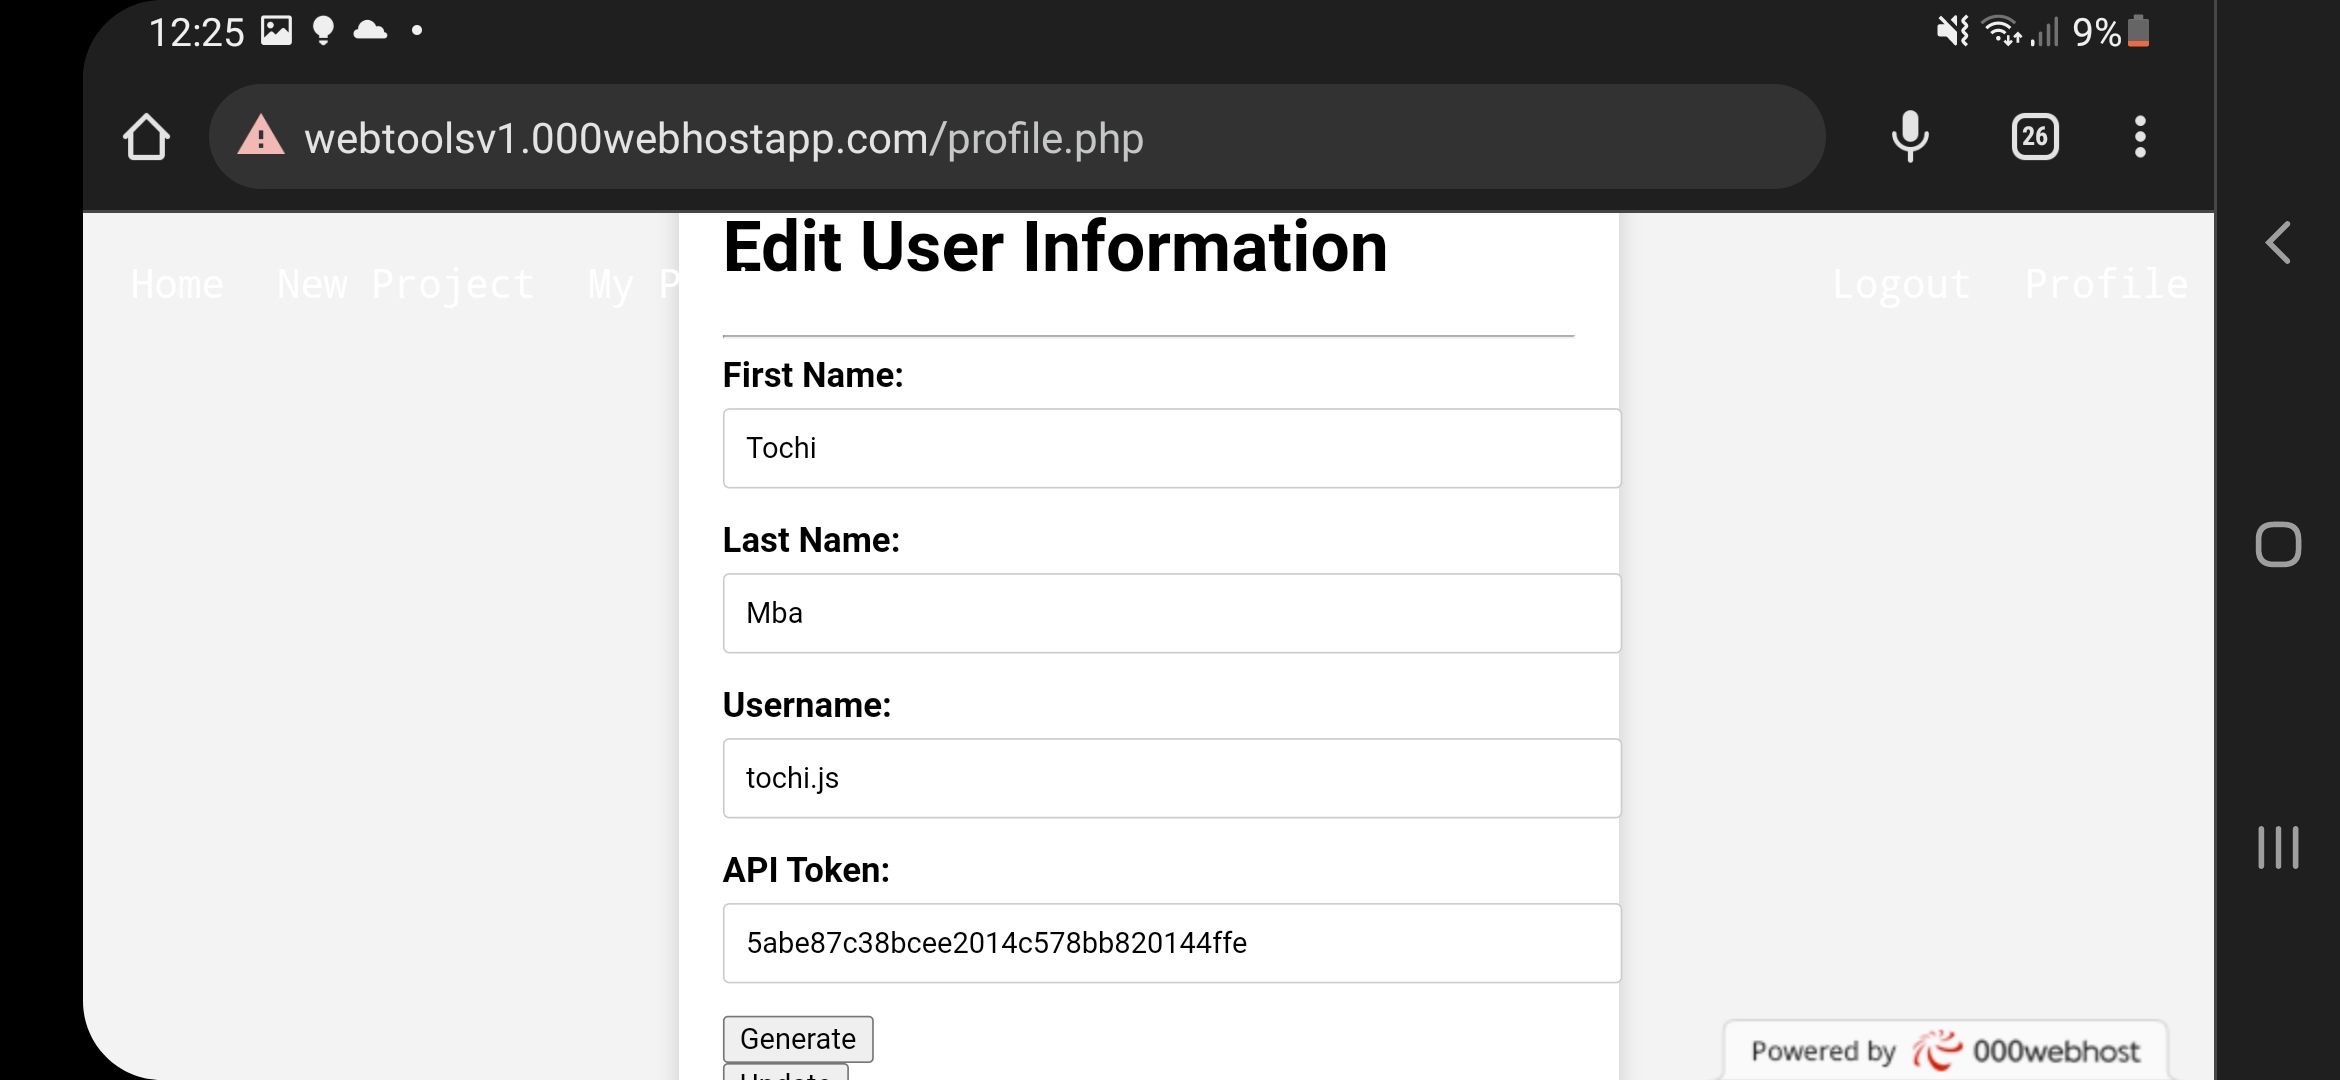 12:25
9%
webtoolsv1.000webhostapp.com/profile.php
26
Edit User Information
Home New Project My P
Logout Profile
First Name:
Tochi
Last Name:
Mba
Username:
tochi.js
API Token:
5abe87c38bcee2014c578bb820144ffe
Generate
Update
Powered by 000webhost